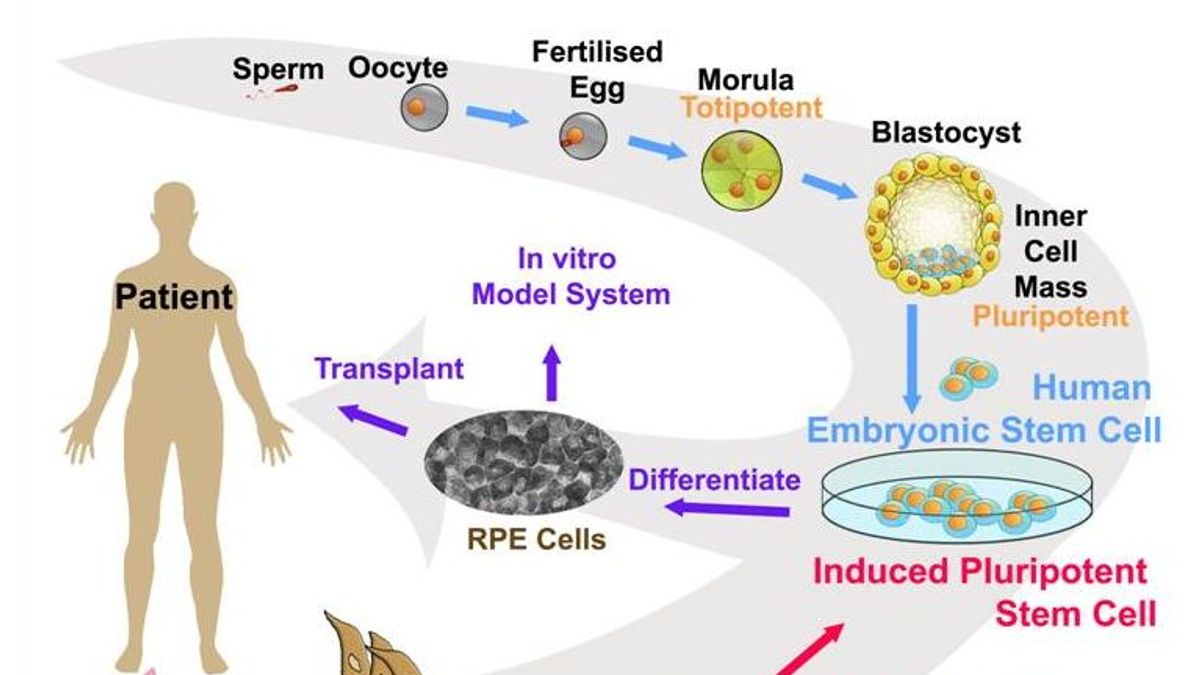 Sperm Oocyte
Fertilised
Egg
Morula
Totipotent
Blastocyst
Inner
Cell
Mass
Pluripotent
In vitro
Model System
Patient
Transplant
Human
Embryonic Stem Cell
Differentiate
RPE Cells
Induced Pluripotent
Stem Cell